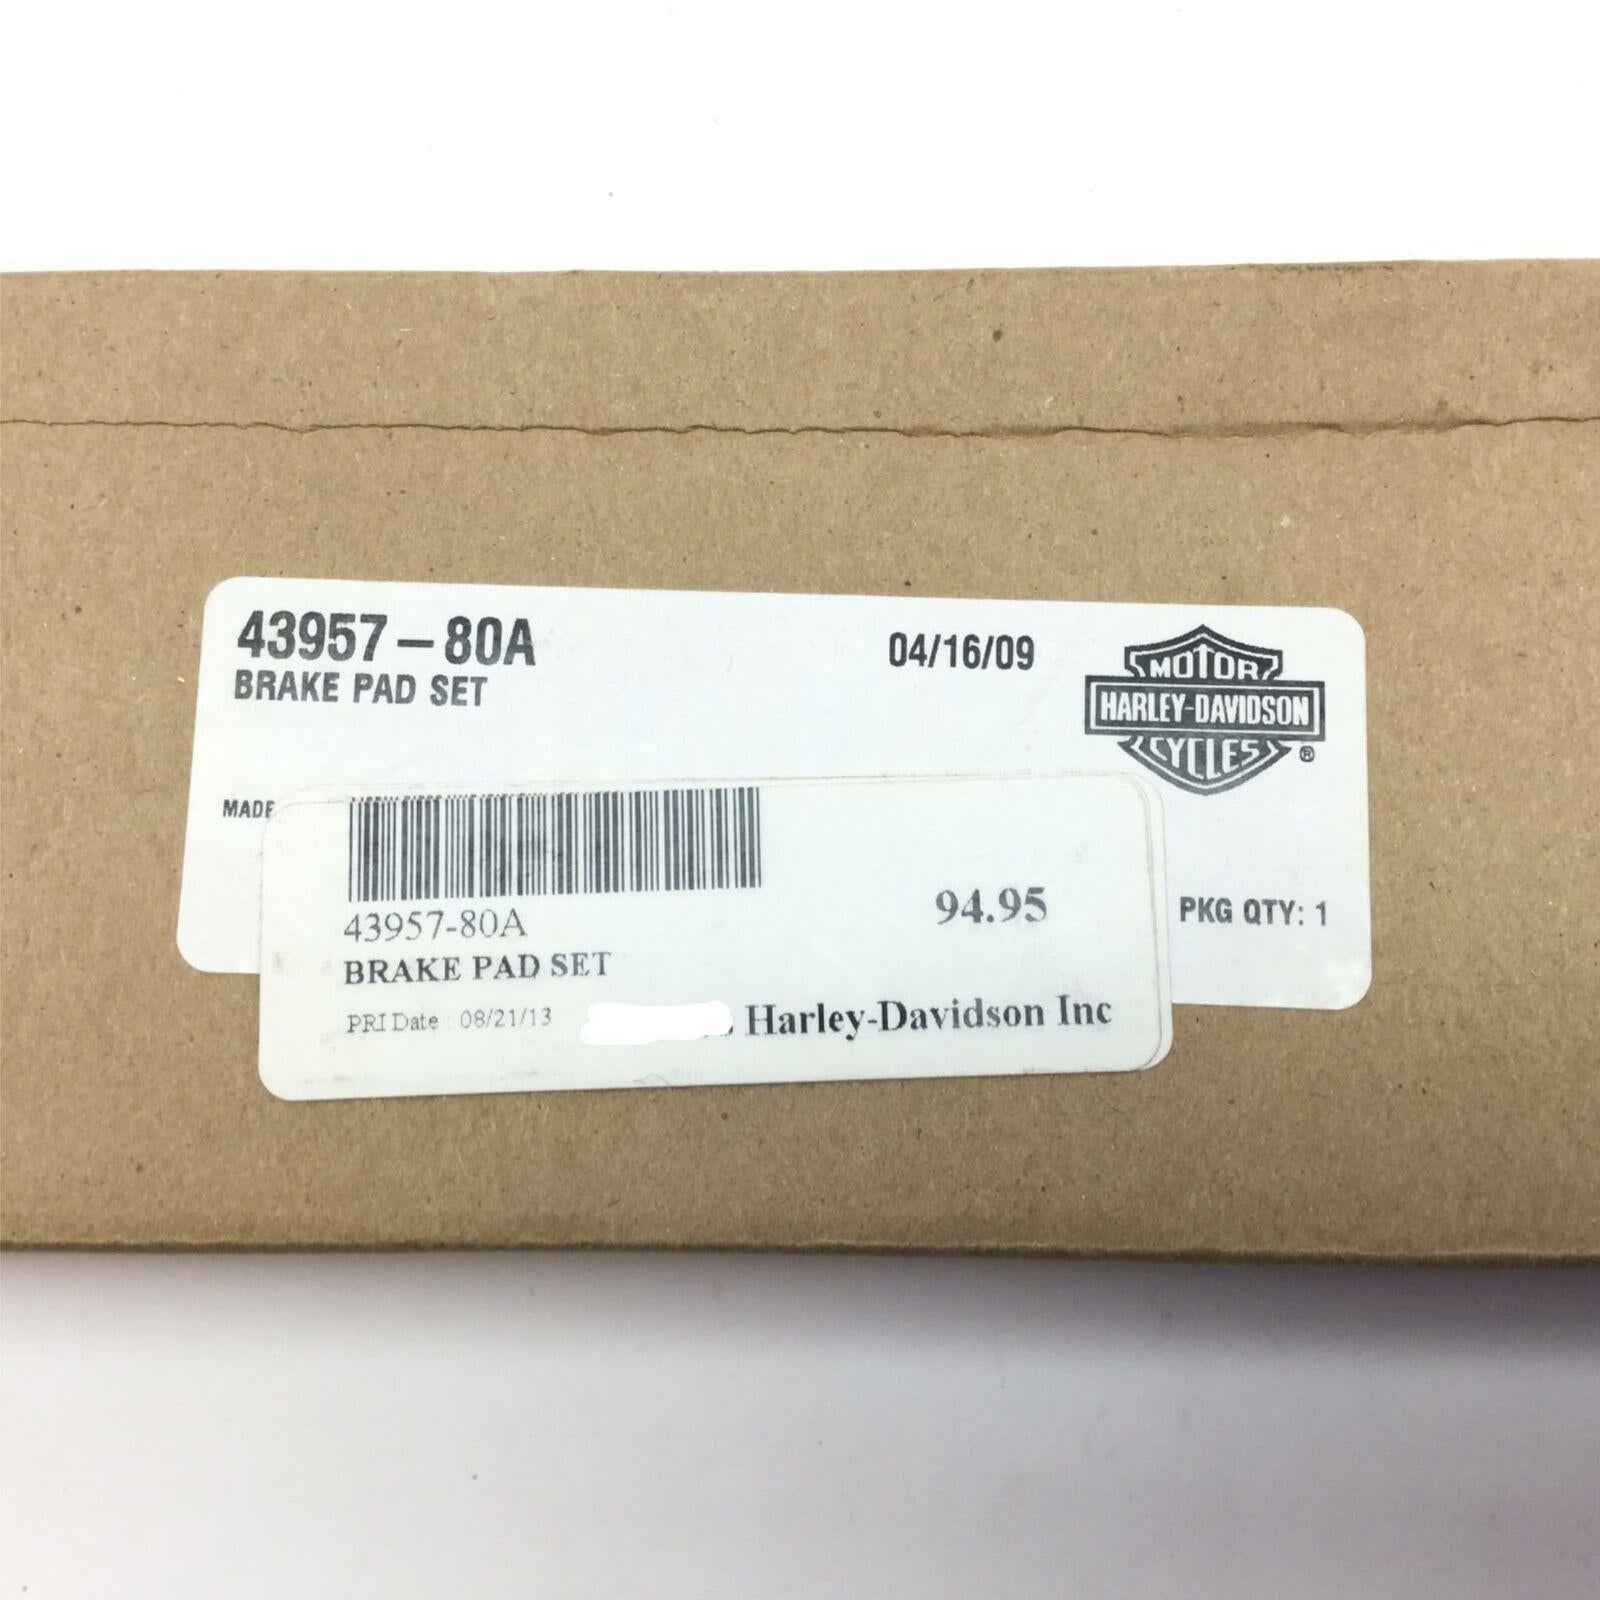 43957-80A
BRAKE PAD SET
04/16/09
MOTOR
HARLEY-DAVIDSON
CYCLES
®
MADE
PKG QTY: 1
43957-80A
94.95
BRAKE PAD SET
PRI Date : 08/21/13 Harley-Davidson Inc